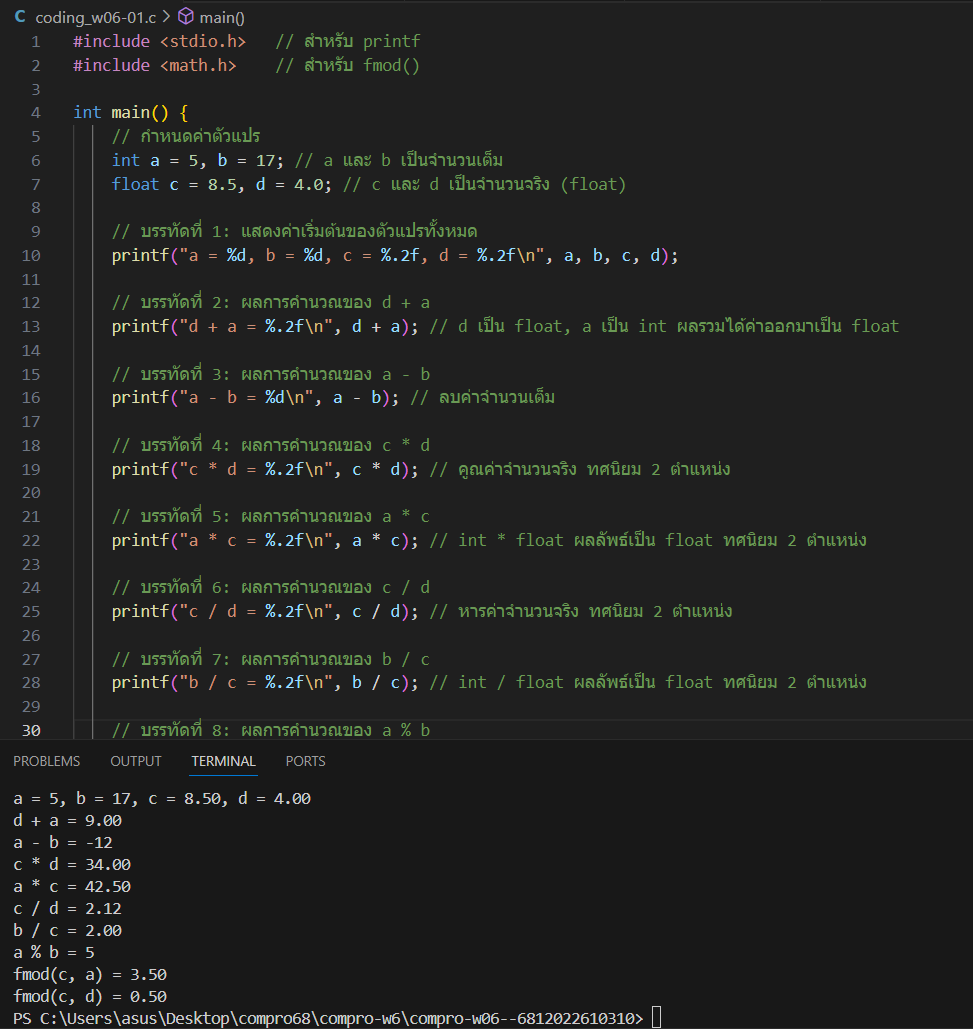 C coding_w06-01.c > main()
1 #include <stdio.h>   // สำหรับ printf
2 #include <math.h>    // สำหรับ fmod()
3
4 int main() {
5     // กำหนดค่าตัวแปร
6     int a = 5, b = 17; // a และ b เป็นจำนวนเต็ม
7     float c = 8.5, d = 4.0; // c และ d เป็นจำนวนจริง (float)
8
9     // บรรทัดที่ 1: แสดงค่าเริ่มต้นของตัวแปรทั้งหมด
10     printf("a = %d, b = %d, c = %.2f, d = %.2f\n", a, b, c, d);
11
12     // บรรทัดที่ 2: ผลการคำนวณของ d + a
13     printf("d + a = %.2f\n", d + a); // d เป็น float, a เป็น int ผลรวมได้ค่าออกมาเป็น float
14
15     // บรรทัดที่ 3: ผลการคำนวณของ a - b
16     printf("a - b = %d\n", a - b); // ลบค่าจำนวนเต็ม
17
18     // บรรทัดที่ 4: ผลการคำนวณของ c * d
19     printf("c * d = %.2f\n", c * d); // คูณค่าจำนวนจริง ทศนิยม 2 ตำแหน่ง
20
21     // บรรทัดที่ 5: ผลการคำนวณของ a * c
22     printf("a * c = %.2f\n", a * c); // int * float ผลลัพธ์เป็น float ทศนิยม 2 ตำแหน่ง
23
24     // บรรทัดที่ 6: ผลการคำนวณของ c / d
25     printf("c / d = %.2f\n", c / d); // หารค่าจำนวนจริง ทศนิยม 2 ตำแหน่ง
26
27     // บรรทัดที่ 7: ผลการคำนวณของ b / c
28     printf("b / c = %.2f\n", b / c); // int / float ผลลัพธ์เป็น float ทศนิยม 2 ตำแหน่ง
29
30     // บรรทัดที่ 8: ผลการคำนวณของ a % b
PROBLEMS OUTPUT TERMINAL PORTS
a = 5, b = 17, c = 8.50, d = 4.00
d + a = 9.00
a - b = -12
c * d = 34.00
a * c = 42.50
c / d = 2.12
b / c = 2.00
a % b = 5
fmod(c, a) = 3.50
fmod(c, d) = 0.50
PS C:\Users\asus\Desktop\compro68\compro-w6\compro-w06--6812022610310>